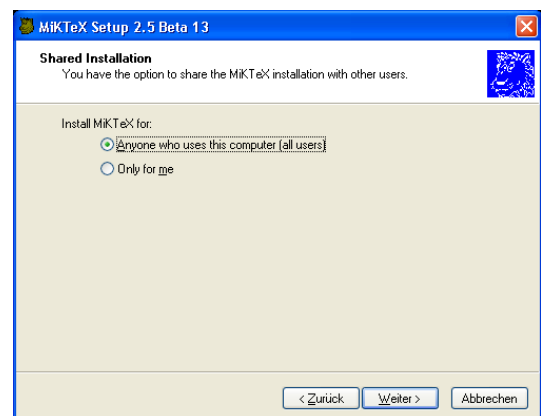 MiKTeX Setup 2.5 Beta 13
Shared Installation
You have the option to share the MiKTeX installation with other users.
Install MiKTeX for:
Anyone who uses this computer (all users)
Only for me
< Zurück Weiter > Abbrechen